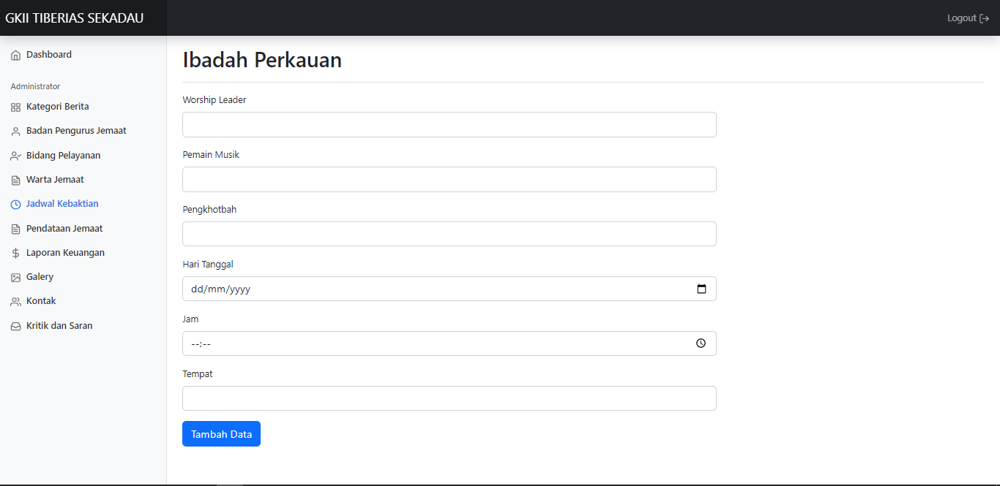 GKII TIBERIAS SEKADAU
Logout
Dashboard
Administrator
Kategori Berita
Badan Pengurus Jemaat
Bidang Pelayanan
Warta Jemaat
Jadwal Kebaktian
Pendataan Jemaat
Laporan Keuangan
Galery
Kontak
Kritik dan Saran
Ibadah Perkauan
Worship Leader
Pemain Musik
Pengkhotbah
Hari Tanggal
dd/mm/yyyy
Jam
--:--
Tempat
Tambah Data